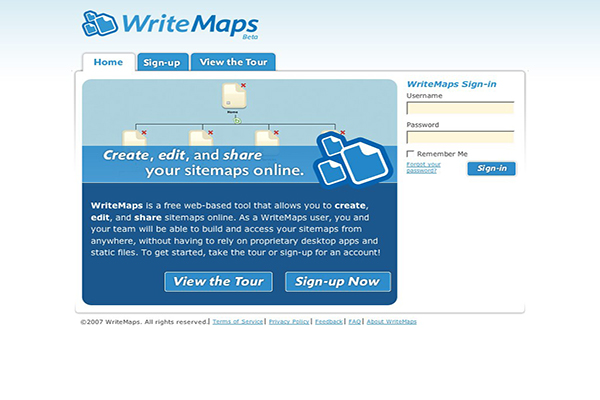 WriteMaps
Beta
Home
Sign-up
View the Tour
Home
Create, edit, and share
your sitemaps online.
WriteMaps is a free web-based tool that allows you to create,
edit, and share sitemaps online. As a WriteMaps user, you and
your team will be able to build and access your sitemaps from
anywhere, without having to rely on proprietary desktop apps and
static files. To get started, take the tour or sign-up for an account!
View the Tour
Sign-up Now
WriteMaps Sign-in
Username
Password
Remember Me
Forgot your
password?
Sign-in
©2007 WriteMaps. All rights reserved.| Terms of Service| Privacy Policy| Feedback| FAQ| About WriteMaps